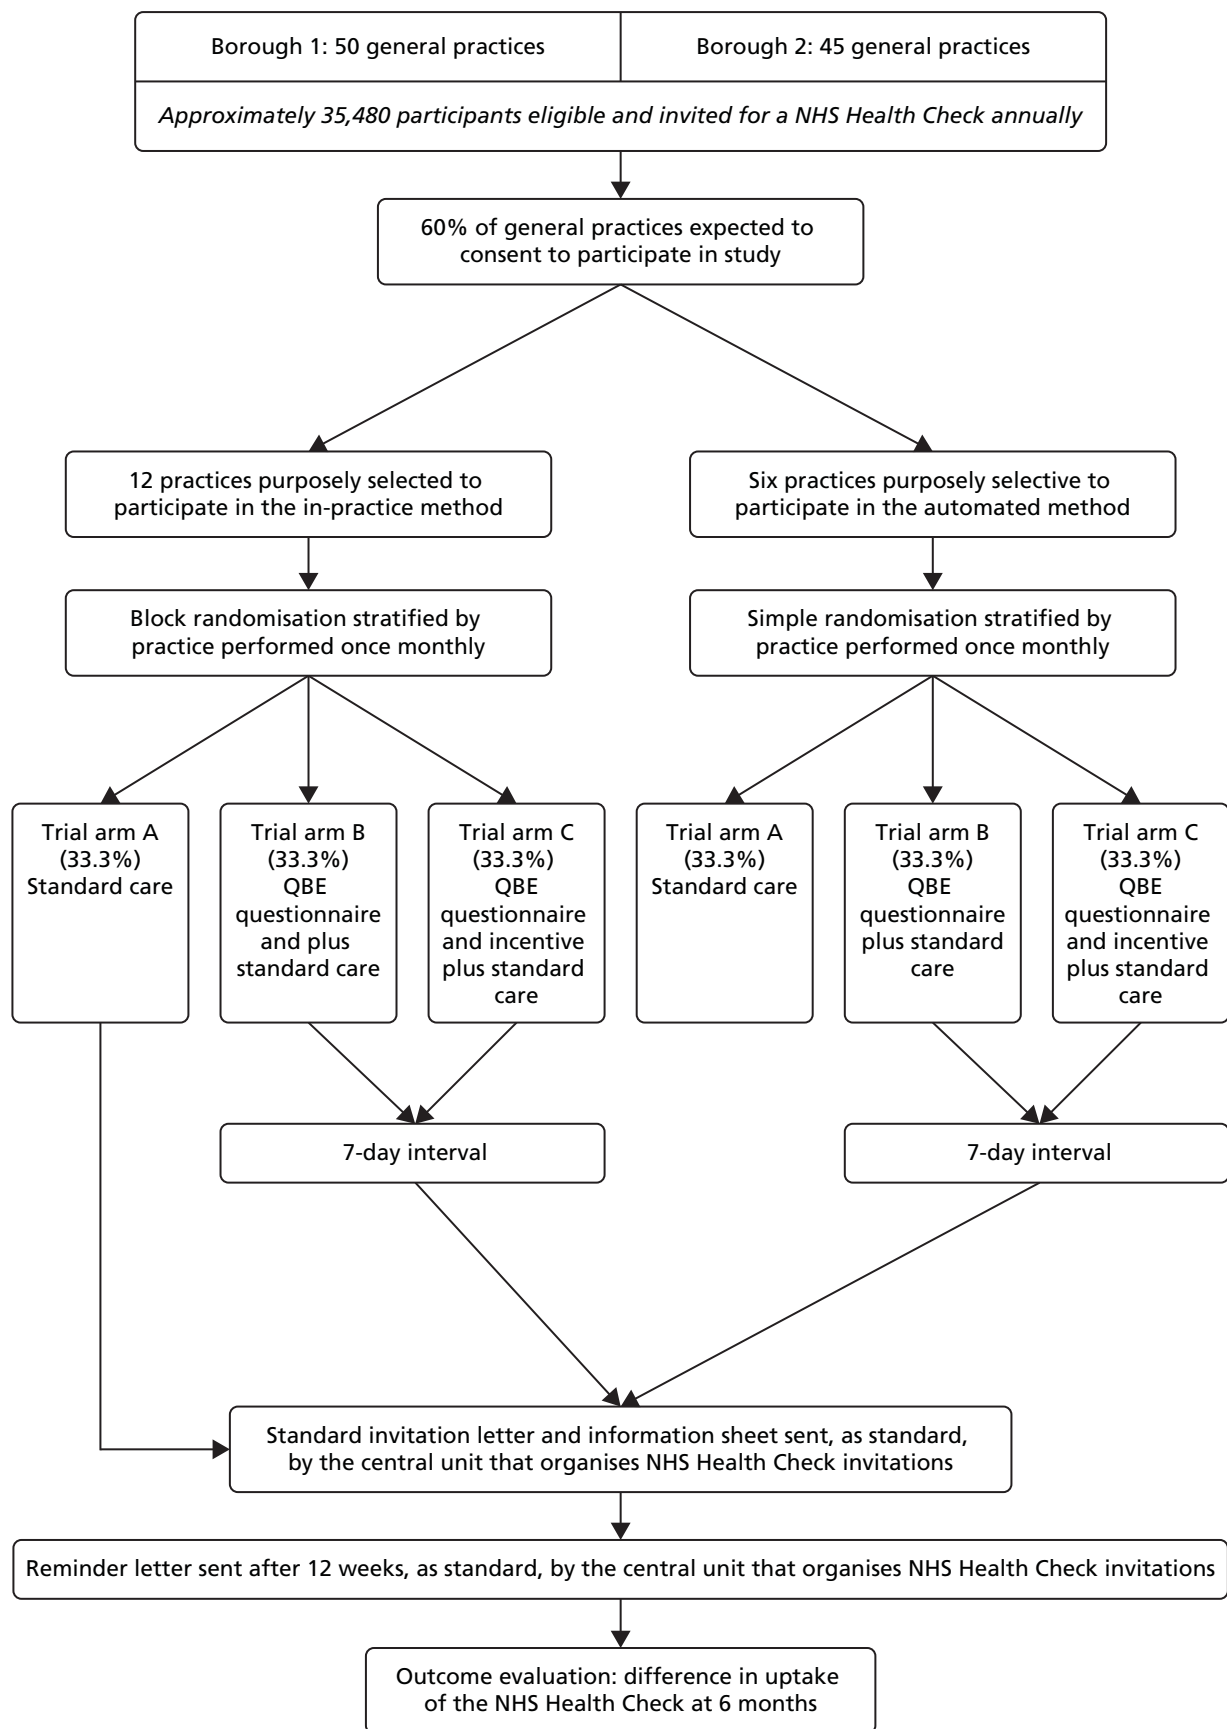 Borough 1: 50 general practices
Borough 2: 45 general practices
Approximately 35,480 participants eligible and invited for a NHS Health Check annually
60% of general practices expected to
consent to participate in study
12 practices purposely selected to
participate in the in-practice method
Six practices purposely selective to
participate in the automated method
Block randomisation stratified by
practice performed once monthly
Simple randomisation stratified by
practice performed once monthly
Trial arm A
(33.3%)
Standard care
Trial arm B
(33.3%)
QBE
questionnaire
and plus
standard care
Trial arm C
(33.3%)
QBE
questionnaire
and incentive
plus standard
care
Trial arm A
(33.3%)
Standard care
Trial arm B
(33.3%)
QBE
questionnaire
plus standard
care
Trial arm C
(33.3%)
QBE
questionnaire
and incentive
plus standard
care
7-day interval
7-day interval
Standard invitation letter and information sheet sent, as standard,
by the central unit that organises NHS Health Check invitations
Reminder letter sent after 12 weeks, as standard, by the central unit that organises NHS Health Check invitations
Outcome evaluation: difference in uptake
of the NHS Health Check at 6 months